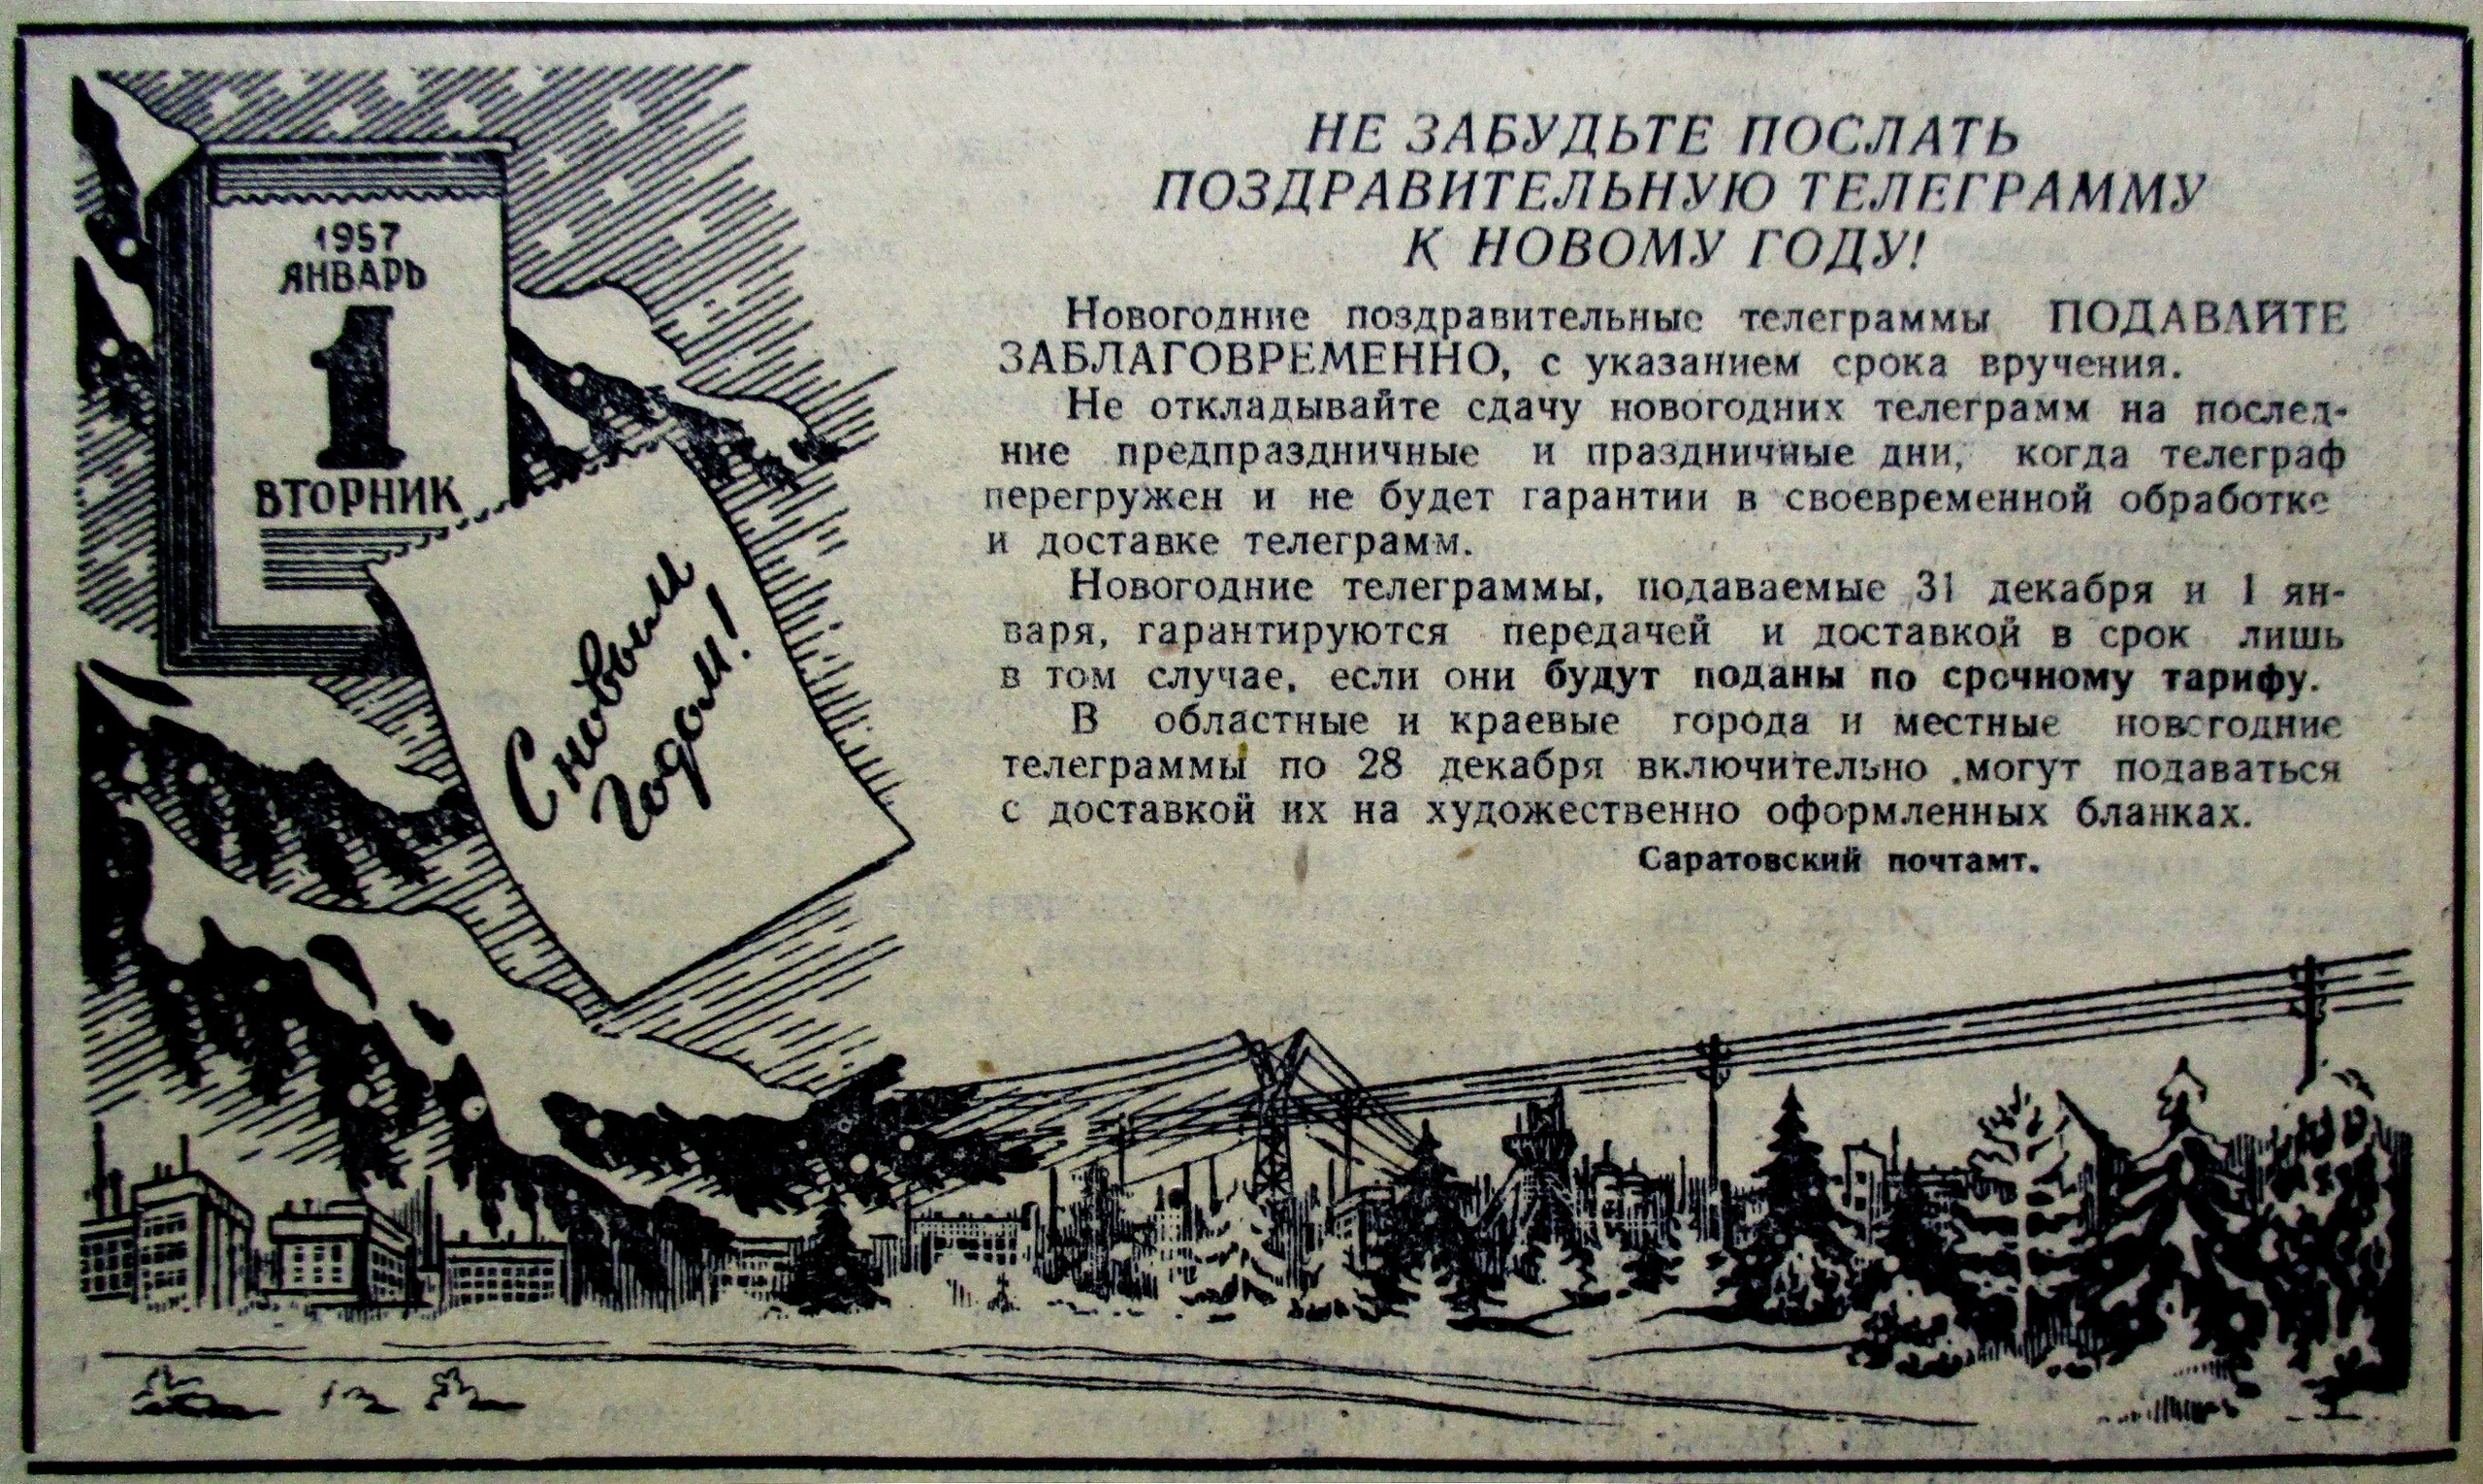 1957
ЯНВАРЬ
1
ВТОРНИК
С новым
годом!
НЕ ЗАБУДЬТЕ ПОСЛАТЬ
ПОЗДРАВИТЕЛЬНУЮ ТЕЛЕГРАММУ
К НОВОМУ ГОДУ!
Новогодние поздравительные телеграммы ПОДАВАЙТЕ
ЗАБЛАГОВРЕМЕННО, с указанием срока вручения.
Не откладывайте сдачу новогодних телеграмм на послед-
ние предпраздничные и праздничные дни, когда телеграф
перегружен и не будет гарантии в своевременной обработке
и доставке телеграмм.
Новогодние телеграммы, подаваемые 31 декабря и 1 ян-
варя, гарантируются передачей и доставкой в срок лишь
в том случае, если они будут поданы по срочному тарифу.
В областные и краевые города и местные новогодние
телеграммы по 28 декабря включительно могут подаваться
с доставкой их на художественно оформленных бланках.
Саратовский почтамт.